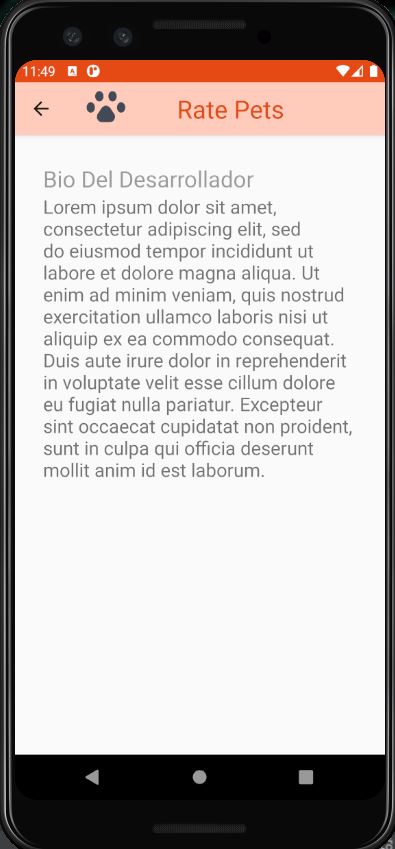 11:49
Rate Pets
Bio Del Desarrollador
Lorem ipsum dolor sit amet,
consectetur adipiscing elit, sed
do eiusmod tempor incididunt ut
labore et dolore magna aliqua. Ut
enim ad minim veniam, quis nostrud
exercitation ullamco laboris nisi ut
aliquip ex ea commodo consequat.
Duis aute irure dolor in reprehenderit
in voluptate velit esse cillum dolore
eu fugiat nulla pariatur. Excepteur
sint occaecat cupidatat non proident,
sunt in culpa qui officia deserunt
mollit anim id est laborum.